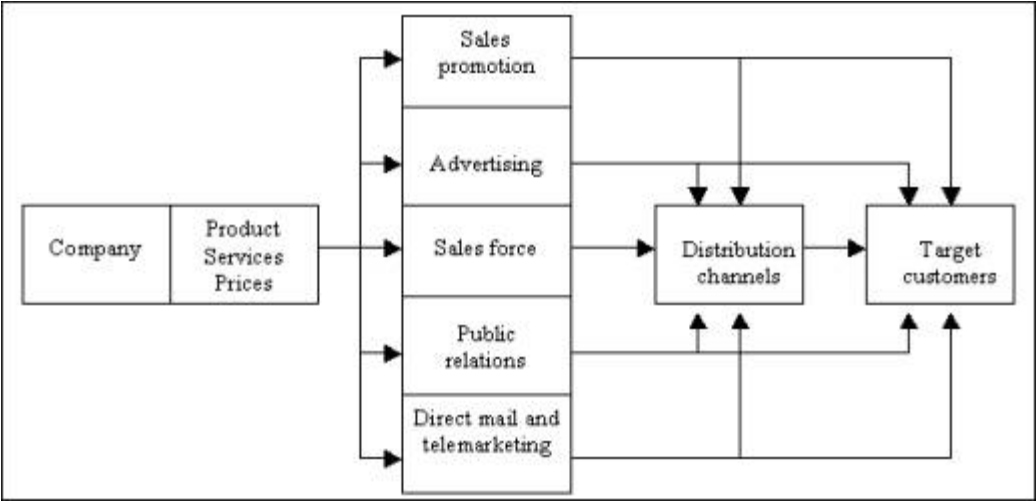 Sales
promotion
Advertising
Company
Product
Services
Prices
Sales force
Distribution
channels
Target
customers
Public
relations
Direct mail and
telemarketing